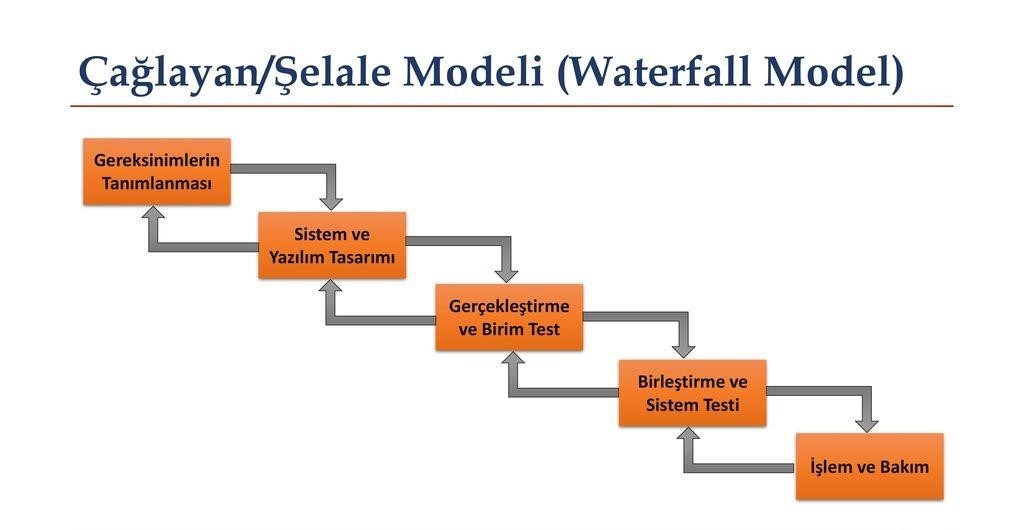 Çağlayan/Şelale Modeli (Waterfall Model)
Gereksinimlerin
Tanımlanması
Sistem ve
Yazılım Tasarımı
Gerçekleştirme
ve Birim Test
Birleştirme ve
Sistem Testi
İşlem ve Bakım